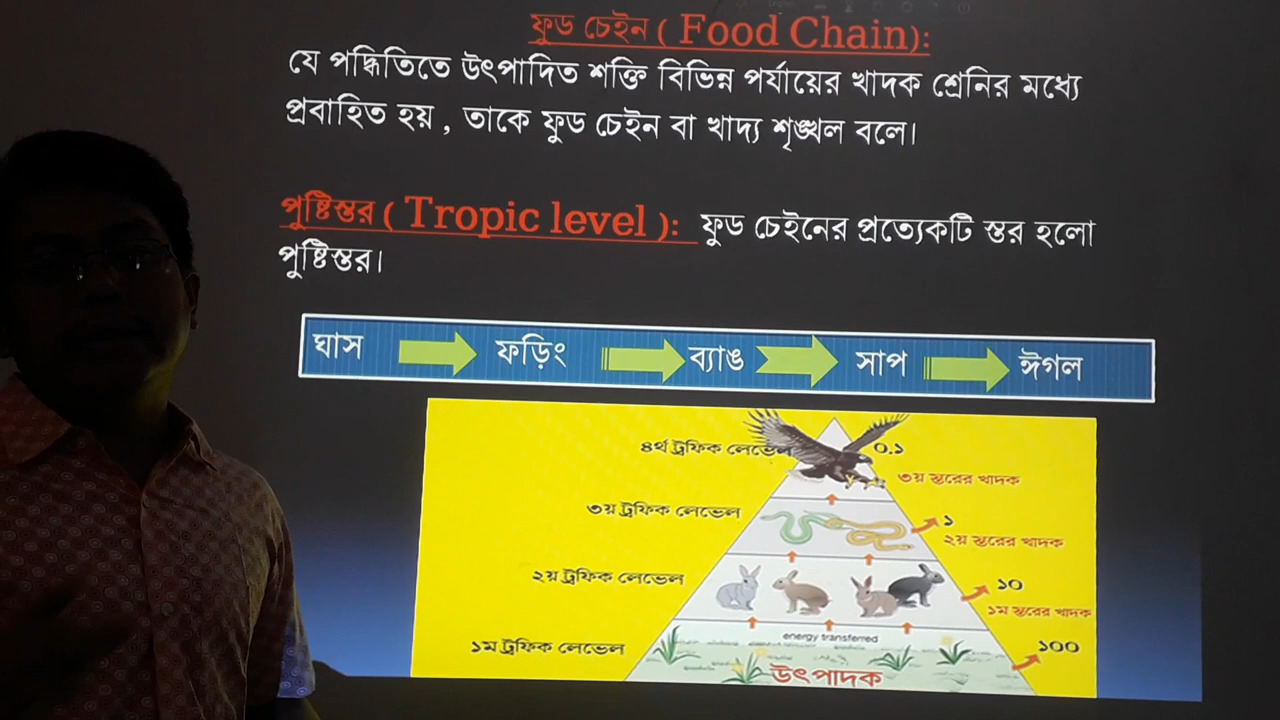 ফুড চেইন ( Food Chain):
যে পদ্ধিতিতে উৎপাদিত শক্তি বিভিন্ন পর্যায়ের খাদক শ্রেনির মধ্যে
প্রবাহিত হয় , তাকে ফুড চেইন বা খাদ্য শৃঙ্খল বলে।
পুষ্টিস্তর ( Tropic level ): ফুড চেইনের প্রত্যেকটি স্তর হলো
পুষ্টিস্তর।
ঘাস ফড়িং ব্যাঙ সাপ ঈগল
৪র্থ ট্রফিক লেভেল ০.১
৩য় স্তরের খাদক
৩য় ট্রফিক লেভেল ১
২য় স্তরের খাদক
২য় ট্রফিক লেভেল ১০
১ম স্তরের খাদক
energy transferred
১ম ট্রফিক লেভেল ১০০
উৎপাদক